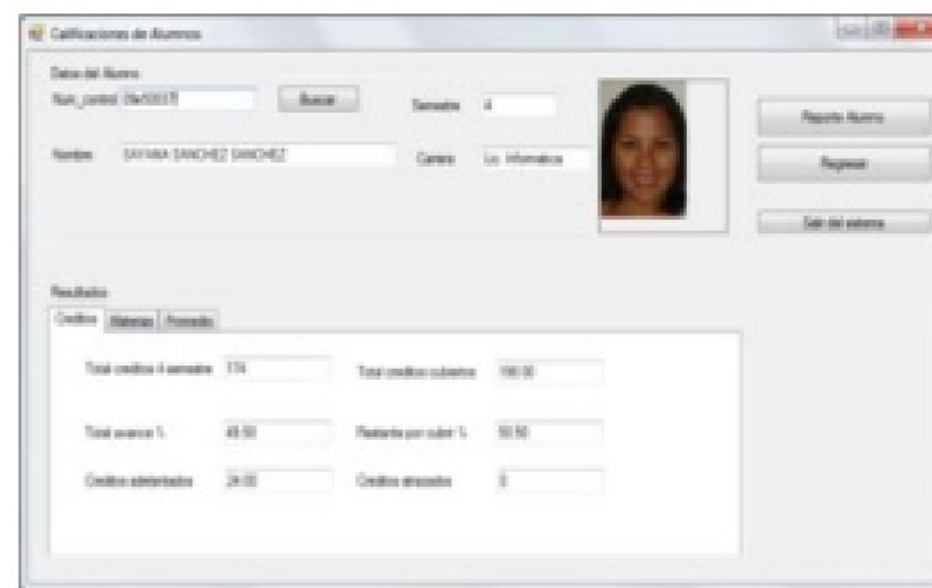 Calificaciones de Alumnos
Datos del Alumno
Num_control Buscar Semestre 4
Reporte Alumno
Nombre SAYANA SANCHEZ SANCHEZ Carrera Lic. Informatica
Regresar
Salir del sistema
Resultados
Creditos Materias Promedio
Total creditos 4 semestre 174 Total creditos cubiertos 198.00
Total avance % 49.50 Restante por cubrir % 50.50
Creditos adelantados 24.00 Creditos atrasados 0